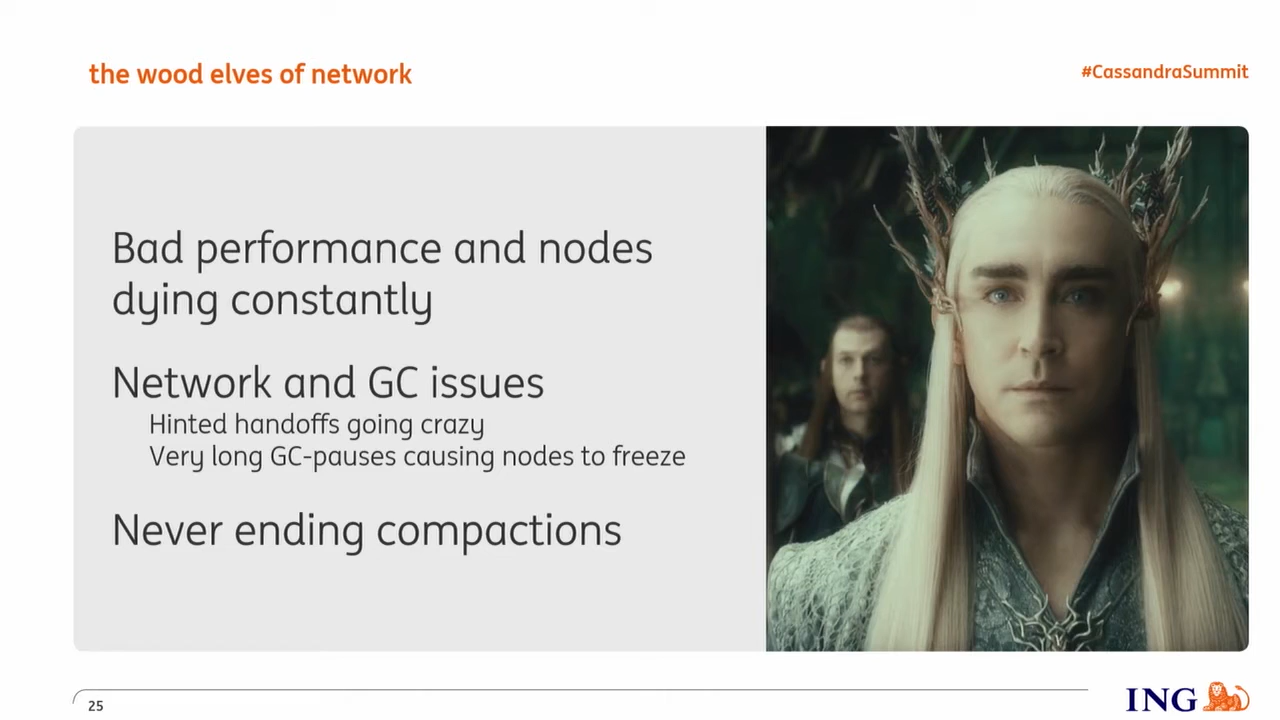 the wood elves of network
#CassandraSummit
Bad performance and nodes
dying constantly
Network and GC issues
Hinted handoffs going crazy
Very long GC-pauses causing nodes to freeze
Never ending compactions
25
ING